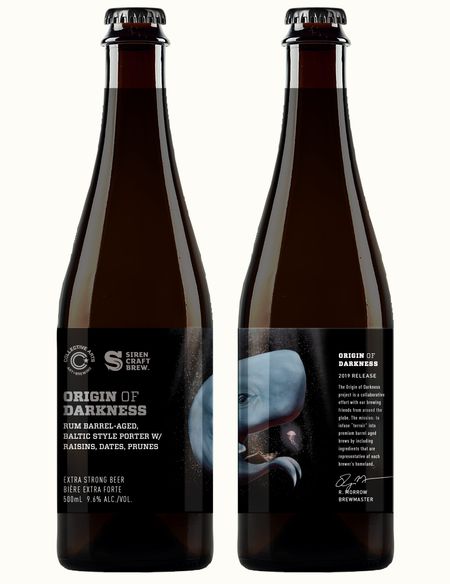 COLLECTIVE ARTS
BREWING
SIREN
CRAFT
BREW.
ORIGIN OF
DARKNESS
RUM BARREL-AGED,
BALTIC STYLE PORTER W/
RAISINS, DATES, PRUNES
EXTRA STRONG BEER
BIÈRE EXTRA FORTE
500mL 9.6% ALC./VOL.
ORIGIN OF
DARKNESS
2019 RELEASE
The Origin of Darkness
project is a collaborative
effort with our brewing
friends from around the
globe. The mission: to
infuse "terroir" into
premium barrel aged
brews by including
ingredients that are
representative of each
brewer's homeland.
R. MORROW
BREWMASTER